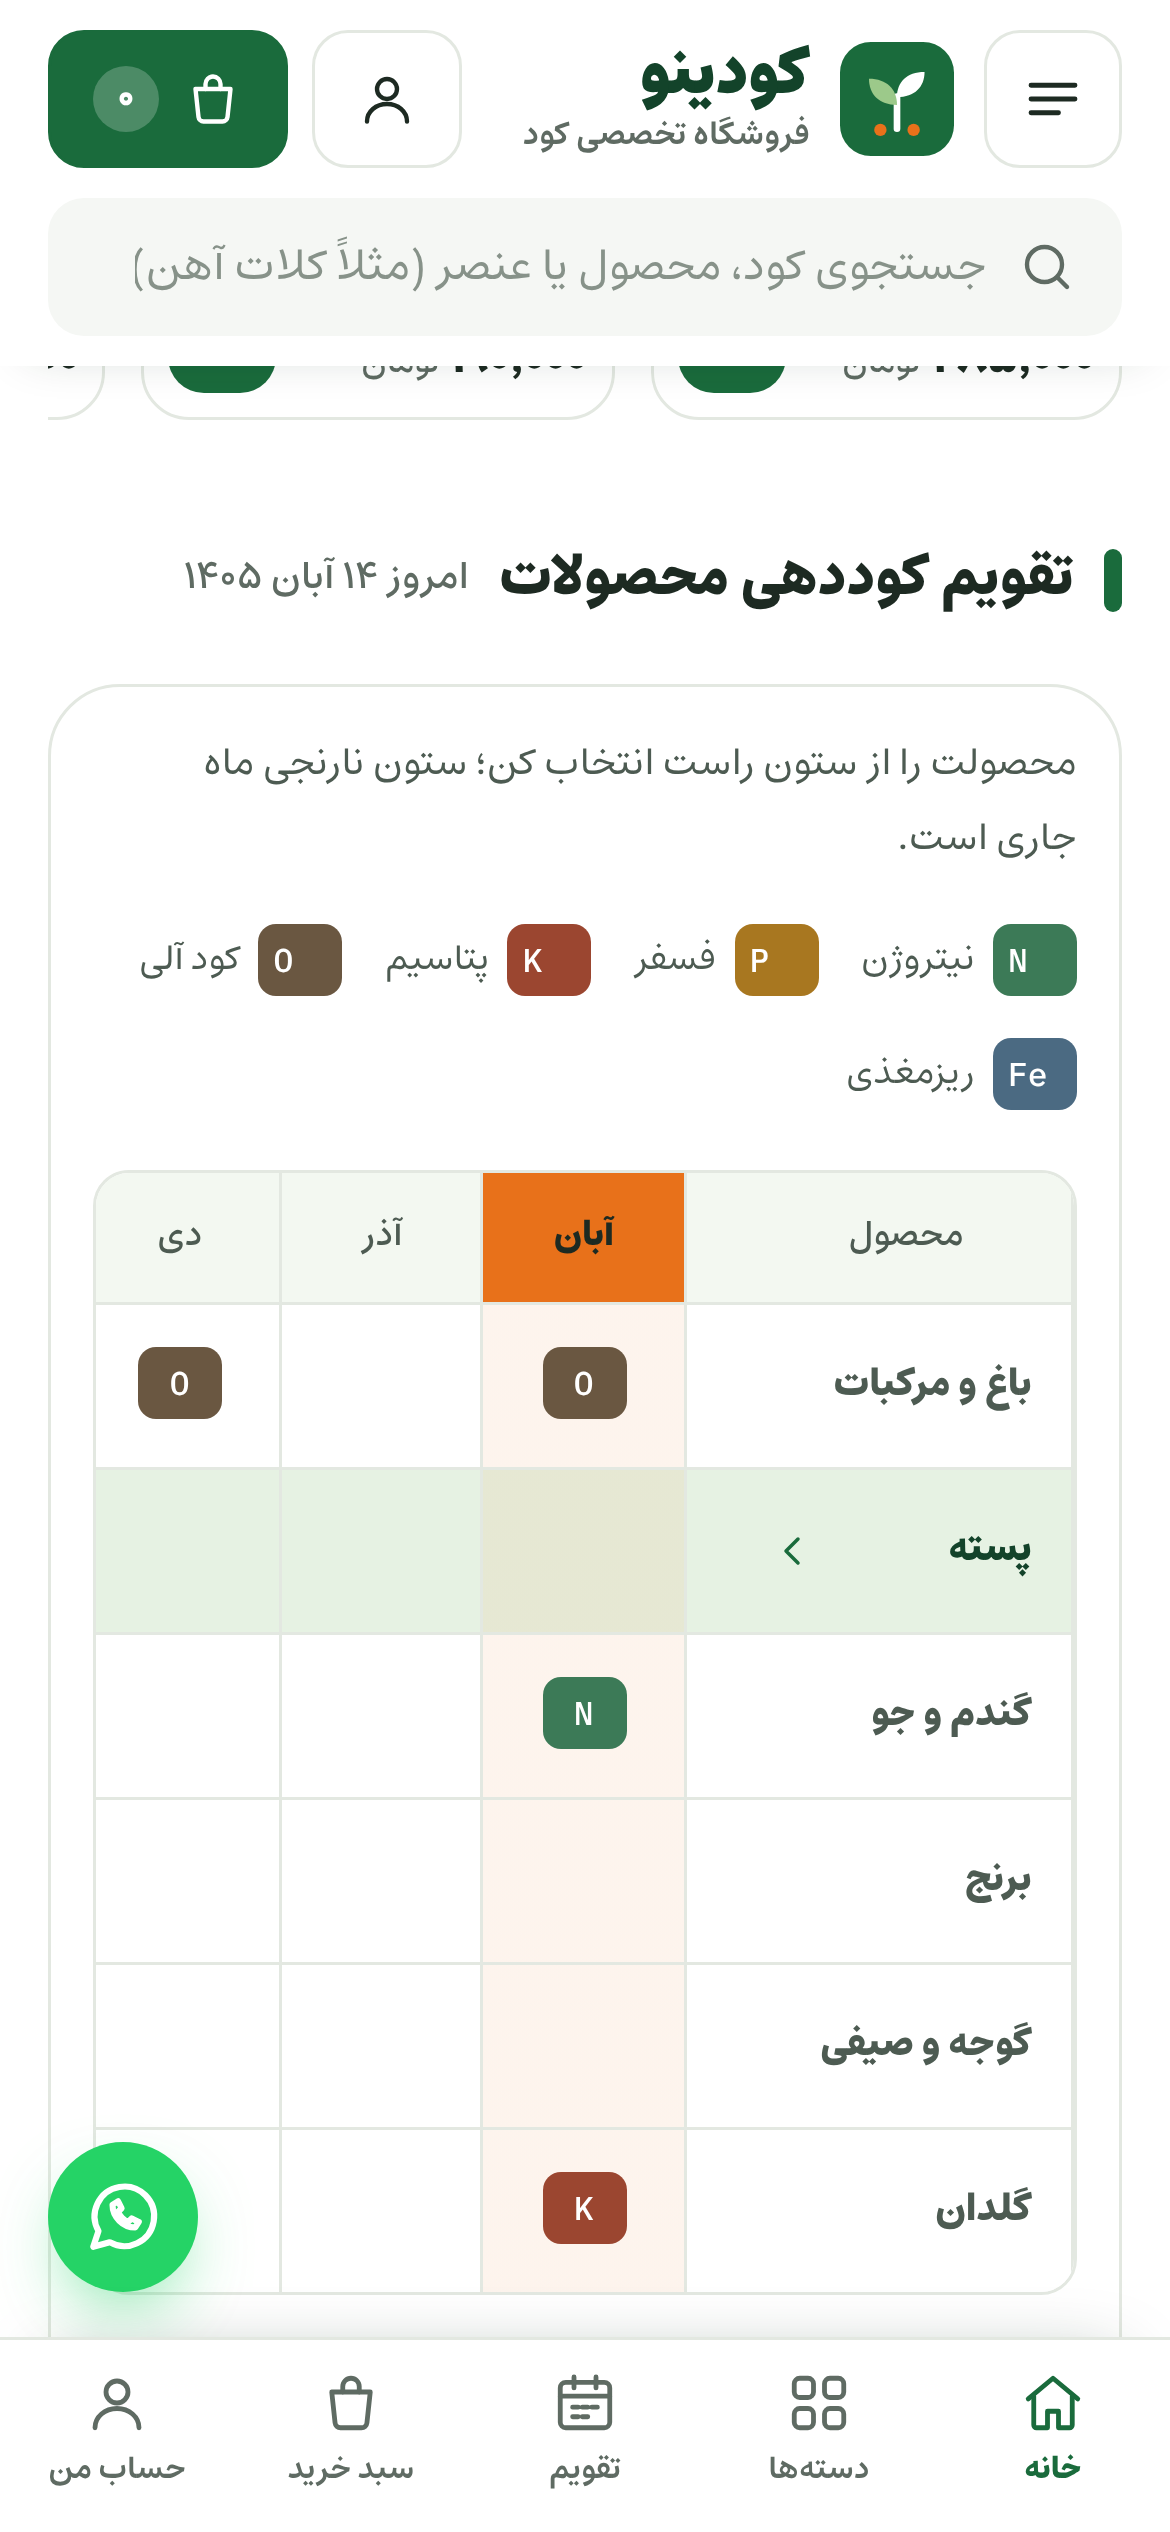 کودینو
فروشگاه تخصصی کود
۰
جستجوی کود، محصول یا عنصر (مثلاً کلات آهن)
تومان
تومان
تقویم کوددهی محصولات
امروز ۱۴ آبان ۱۴۰۵
محصولت را از ستون راست انتخاب کن؛ ستون نارنجی ماه
جاری است.
N نیتروژن P فسفر K پتاسیم O کود آلی
Fe ریزمغذی
محصول آبان آذر دی
باغ و مرکبات O O
پسته
گندم و جو N
برنج
گوجه و صیفی
گلدان K
خانه دسته‌ها تقویم سبد خرید حساب من